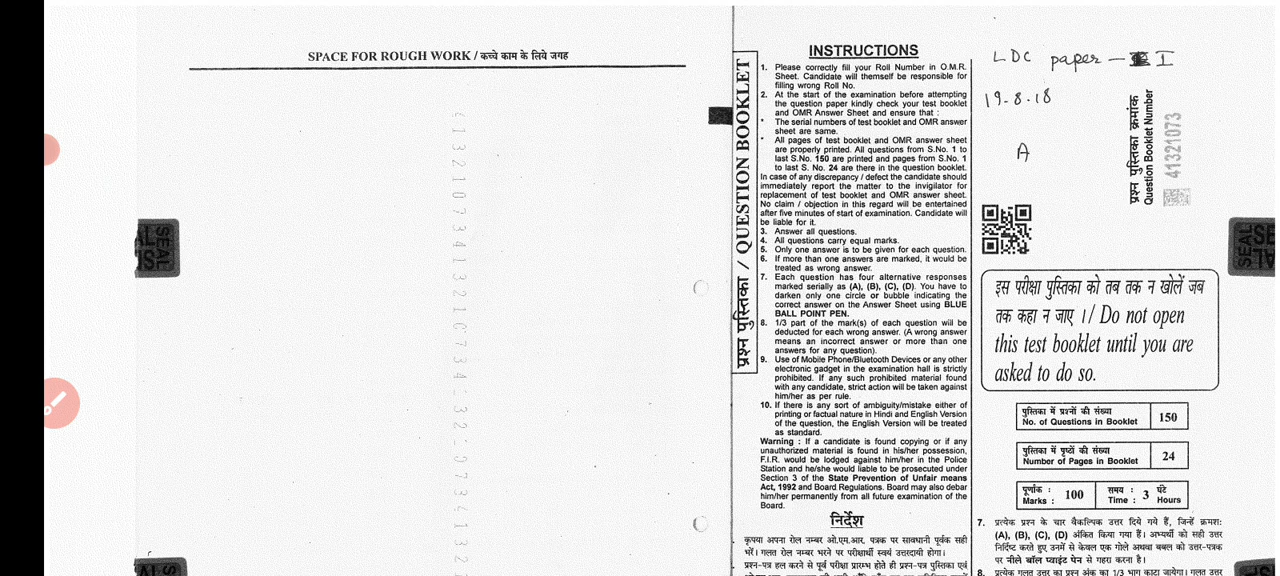 SPACE FOR ROUGH WORK / कच्चे काम के लिये जगह
प्रश्न पुस्तिका / QUESTION BOOKLET
INSTRUCTIONS
1. Please correctly fill your Roll Number in O.M.R.
Sheet. Candidate will themself be responsible for
filling wrong Roll No.
2. At the start of the examination before attempting
the question paper kindly check your test booklet
and OMR Answer Sheet and ensure that :
* The serial numbers of test booklet and OMR answer
sheet are same.
* All pages of test booklet and OMR answer sheet
are properly printed. All questions from S.No. 1 to
last S.No. 150 are printed and pages from S.No. 1
to last S. No. 24 are there in the question booklet.
In case of any discrepancy / defect the candidate should
immediately report the matter to the invigilator for
replacement of test booklet and OMR answer sheet.
No claim / objection in this regard will be entertained
after five minutes of start of examination. Candidate will
be liable for it.
3. Answer all questions.
4. All questions carry equal marks.
5. Only one answer is to be given for each question.
6. If more than one answers are marked, it would be
treated as wrong answer.
7. Each question has four alternative responses
marked serially as (A), (B), (C), (D). You have to
darken only one circle or bubble indicating the
correct answer on the Answer Sheet using BLUE
BALL POINT PEN.
8. 1/3 part of the mark(s) of each question will be
deducted for each wrong answer. (A wrong answer
means an incorrect answer or more than one
answers for any question).
9. Use of Mobile Phone/Bluetooth Devices or any other
electronic gadget in the examination hall is strictly
prohibited. If any such prohibited material found
with any candidate, strict action will be taken against
him/her as per rule.
10. If there is any sort of ambiguity/mistake either of
printing or factual nature in Hindi and English Version
of the question, the English Version will be treated
as standard.
Warning : If a candidate is found copying or if any
unauthorized material is found in his/her possession,
F.I.R. would be lodged against him/her in the Police
Station and he/she would liable to be prosecuted under
Section 3 of the State Prevention of Unfair means
Act, 1992 and Board Regulations. Board may also debar
him/her permanently from all future examination of the
Board.
निर्देश
कृपया अपना रोल नम्बर ओ.एम.आर. पत्रक पर सावधानी पूर्वक सही
भरें। गलत रोल नम्बर भरने पर परीक्षार्थी स्वयं उत्तरदायी होगा।
प्रश्न-पत्र हल करने से पूर्व परीक्षा प्रारम्भ होते ही प्रश्न-पत्र पुस्तिका एवं
LDC paper - I
19-8-18
A
प्रश्न पुस्तिका क्रमांक
Question Booklet Number
41321073
SEAL
इस परीक्षा पुस्तिका को तब तक न खोलें जब
तक कहा न जाए ।/ Do not open
this test booklet until you are
asked to do so.
पुस्तिका में प्रश्नों की संख्या
No. of Questions in Booklet 150
पुस्तिका में पृष्ठों की संख्या
Number of Pages in Booklet 24
पूर्णांक :
Marks : 100
समय : घंटे
Time : 3 Hours
7. प्रत्येक प्रश्न के चार वैकल्पिक उत्तर दिये गये हैं, जिन्हें क्रमश:
(A), (B), (C), (D) अंकित किया गया हैं। अभ्यर्थी को सही उत्तर
निर्दिष्ट करते हुए उनमें से केवल एक गोले अथवा बबल को उत्तर-पत्रक
पर नीले बॉल प्वाइंट पेन से गहरा करना है।
8. प्रत्येक गलत उत्तर का प्रश्न अंक का 1/3 भाग काटा जायेगा। गलत उत्तर